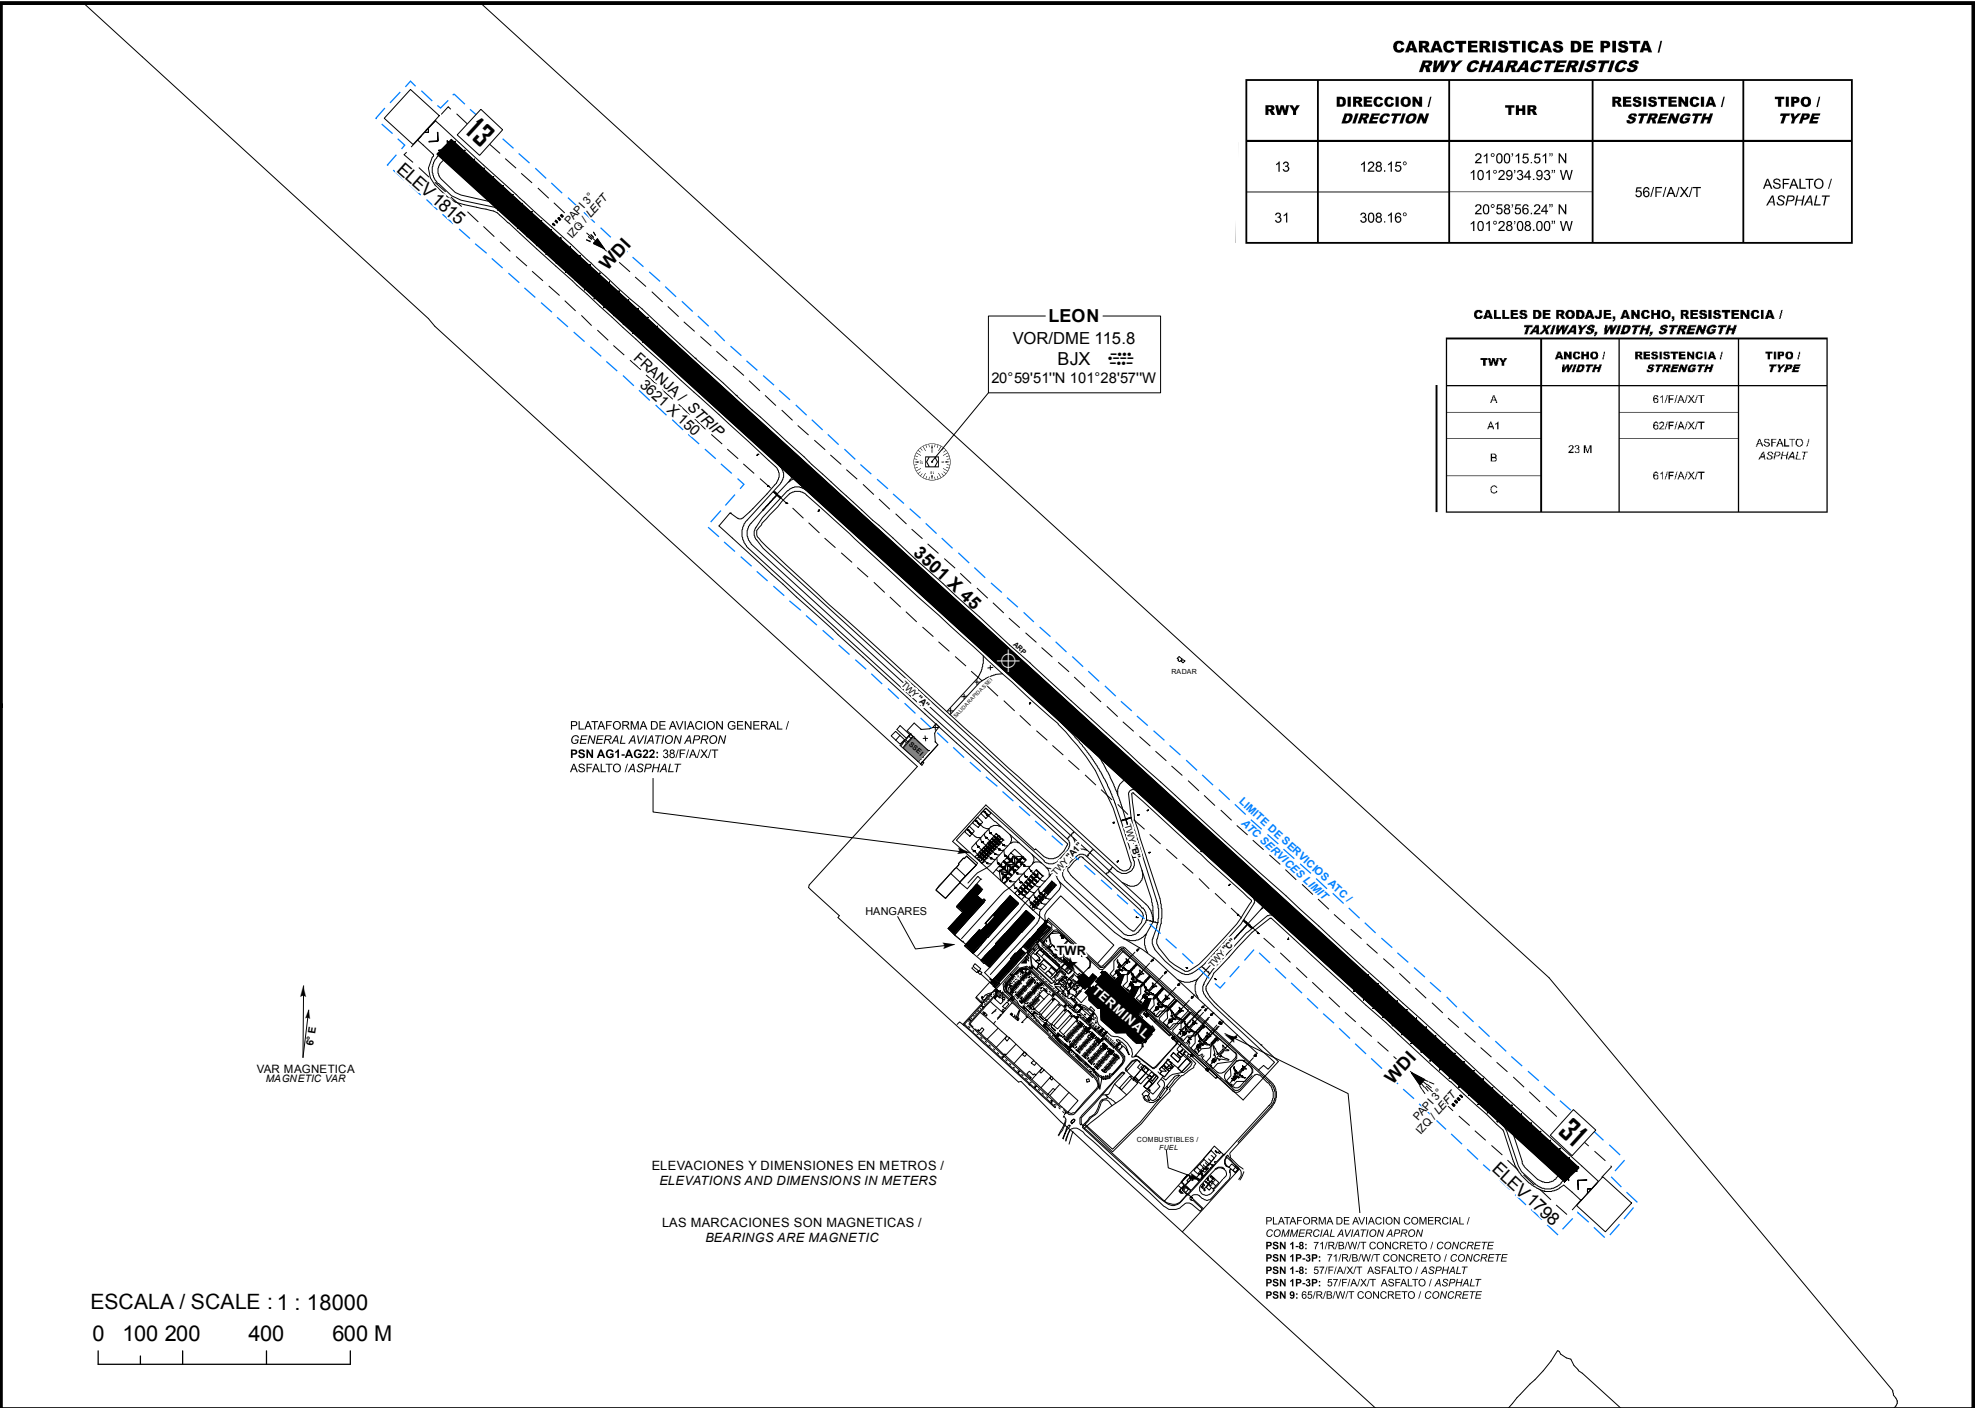 CARACTERISTICAS DE PISTA /
RWY CHARACTERISTICS
RWY
DIRECCION /
DIRECTION
THR
RESISTENCIA /
STRENGTH
TIPO /
TYPE
13
128.15°
21°00'15.51" N
101°29'34.93" W
56/F/A/X/T
ASFALTO /
ASPHALT
31
308.16°
20°58'56.24" N
101°28'08.00" W
CALLES DE RODAJE, ANCHO, RESISTENCIA /
TAXIWAYS, WIDTH, STRENGTH
TWY
ANCHO /
WIDTH
RESISTENCIA /
STRENGTH
TIPO /
TYPE
A
61/F/A/X/T
A1
62/F/A/X/T
23 M
ASFALTO /
ASPHALT
B
61/F/A/X/T
C
13
ELEV 1815
PAPI 3°
IZQ / LEFT
WDI
LEON
VOR/DME 115.8
BJX
20°59'51"N 101°28'57"W
FRANJA / STRIP
3621 X 150
3501 X 45
ARP
RADAR
TWY "A"
SSEI
PLATAFORMA DE AVIACION GENERAL /
GENERAL AVIATION APRON
PSN AG1-AG22: 38/F/A/X/T
ASFALTO /ASPHALT
LIMITE DE SERVICIOS ATC /
ATC SERVICES LIMIT
TWY "B"
TWY "A1"
HANGARES
TWR
TWY "C"
TERMINAL
6° E
VAR MAGNETICA
MAGNETIC VAR
WDI
PAPI 3°
IZQ / LEFT
31
ELEV 1798
COMBUSTIBLES /
FUEL
ELEVACIONES Y DIMENSIONES EN METROS /
ELEVATIONS AND DIMENSIONS IN METERS
LAS MARCACIONES SON MAGNETICAS /
BEARINGS ARE MAGNETIC
PLATAFORMA DE AVIACION COMERCIAL /
COMMERCIAL AVIATION APRON
PSN 1-8: 71/R/B/W/T CONCRETO / CONCRETE
PSN 1P-3P: 71/R/B/W/T CONCRETO / CONCRETE
PSN 1-8: 57/F/A/X/T ASFALTO / ASPHALT
PSN 1P-3P: 57/F/A/X/T ASFALTO / ASPHALT
PSN 9: 65/R/B/W/T CONCRETO / CONCRETE
ESCALA / SCALE : 1 : 18000
0 100 200 400 600 M